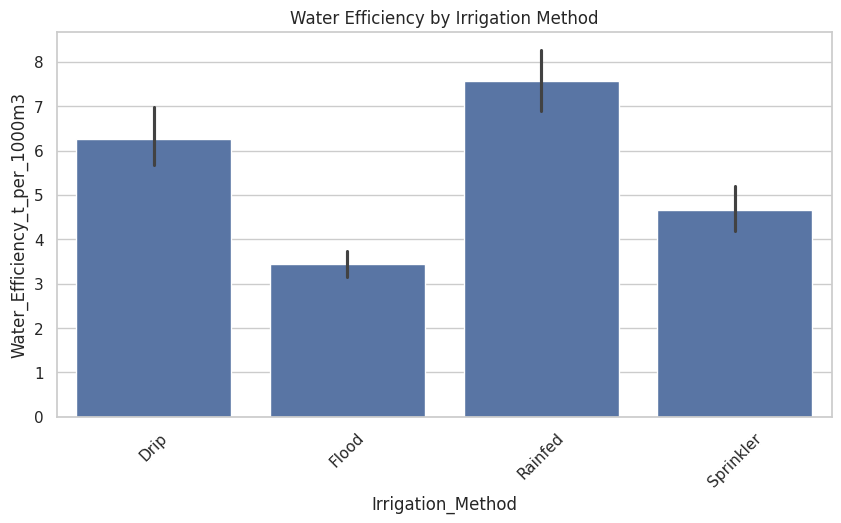 Water Efficiency by Irrigation Method
Water_Efficiency_t_per_1000m3
8
7
6
5
4
3
2
1
0
Drip
Flood
Rainfed
Sprinkler
Irrigation_Method